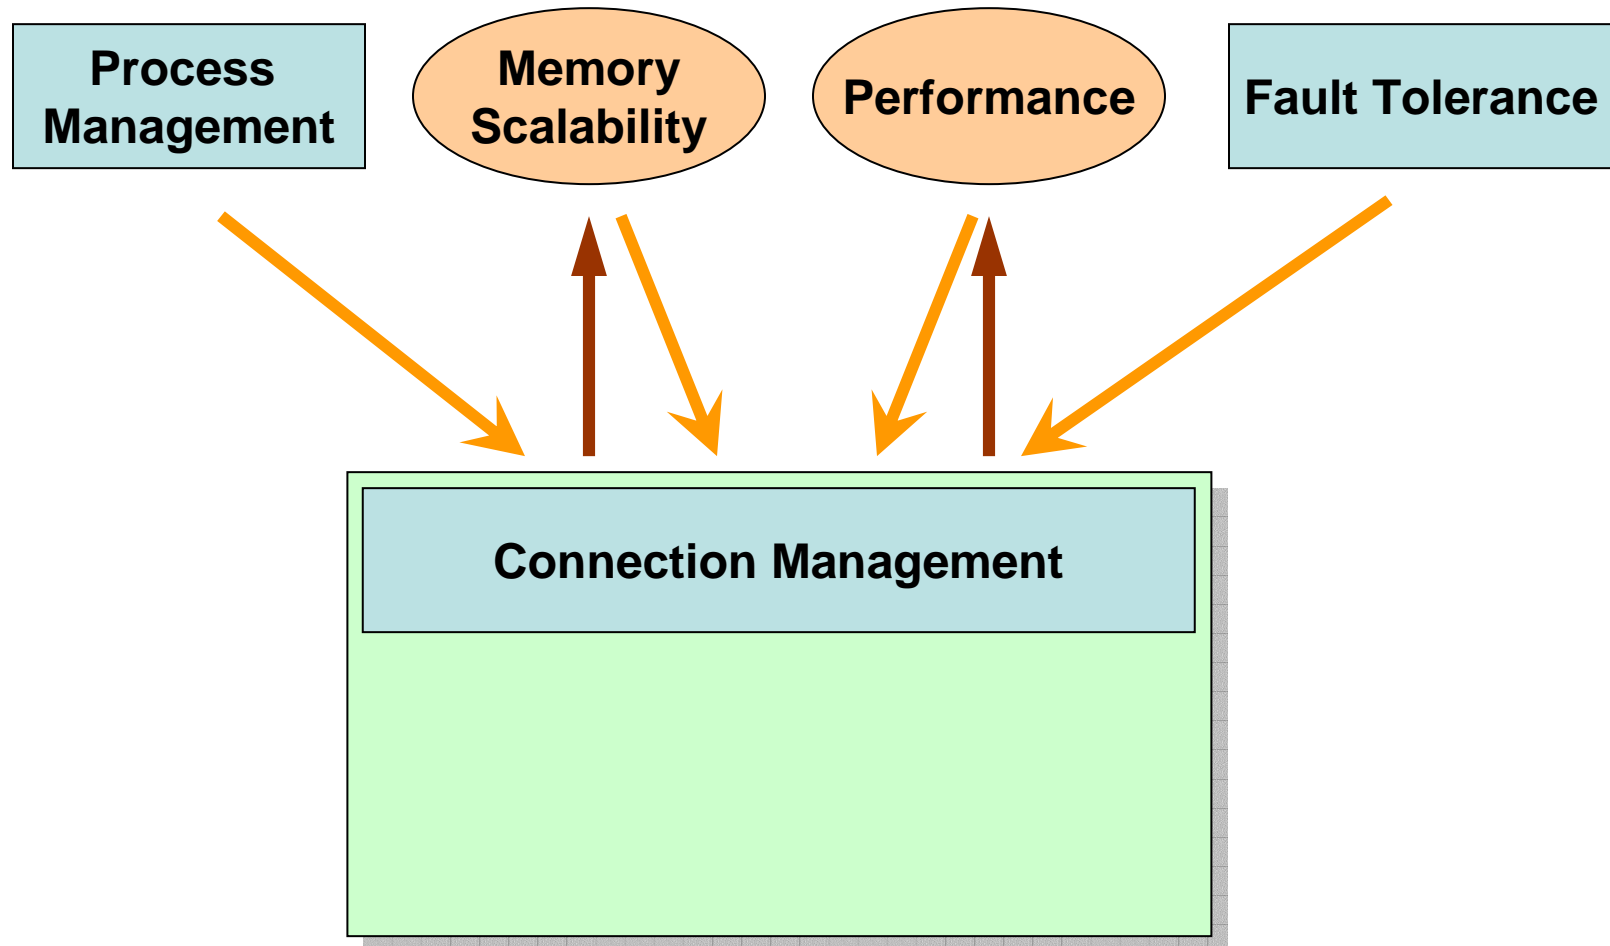 Process
Management
Memory
Scalability
Performance
Fault Tolerance
Connection Management